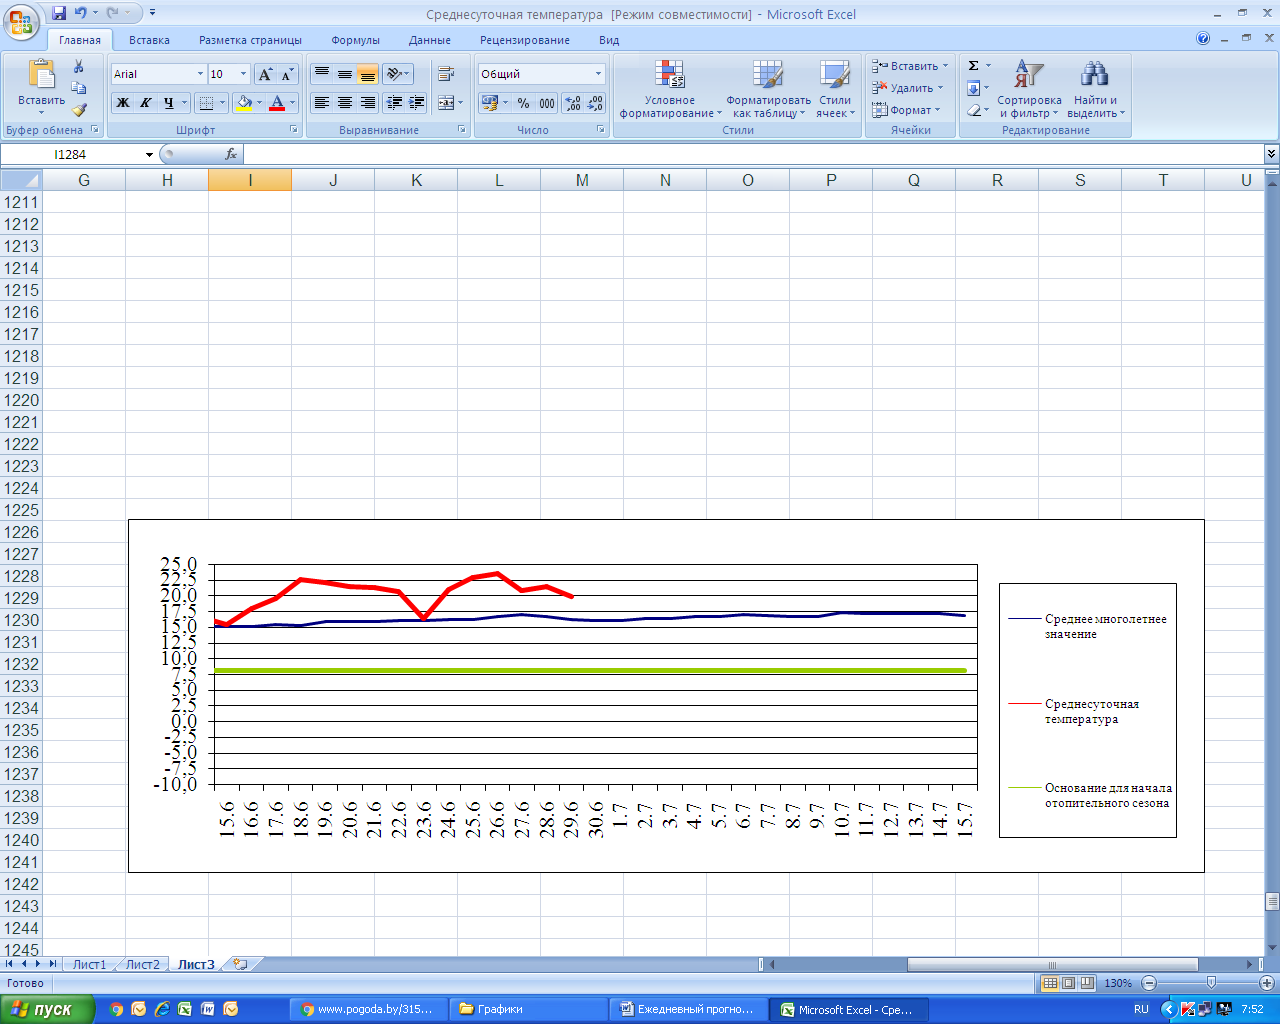 Среднесуточная температура [Режим совместимости] - Microsoft Excel
Главная Вставка Разметка страницы Формулы Данные Рецензирование Вид
Arial 10 Общий
Вставить
Ж К Ч А % 000
Условное форматирование
Форматировать как таблицу
Стили ячеек
Вставить
Удалить
Формат
Сортировка и фильтр
Найти и выделить
Буфер обмена Шрифт Выравнивание Число Стили Ячейки Редактирование
I1284 fx
G H I J K L M N O P Q R S T U
1211
1212
1213
1214
1215
1216
1217
1218
1219
1220
1221
1222
1223
1224
1225
1226
1227
1228
1229
1230
1231
1232
1233
1234
1235
1236
1237
1238
1239
1240
1241
1242
1243
1244
1245
25,0
22,5
20,0
17,5
15,0
12,5
10,0
7,5
5,0
2,5
0,0
-2,5
-5,0
-7,5
-10,0
15.6 16.6 17.6 18.6 19.6 20.6 21.6 22.6 23.6 24.6 25.6 26.6 27.6 28.6 29.6 30.6 1.7 2.7 3.7 4.7 5.7 6.7 7.7 8.7 9.7 10.7 11.7 12.7 13.7 14.7 15.7
Среднее многолетнее
значение
Среднесуточная
температура
Основание для начала
отопительного сезона
Лист1 Лист2 Лист3
Готово 130%
пуск www.pogoda.by/315... Графики Ежедневный прогно... Microsoft Excel - Сре... RU 7:52